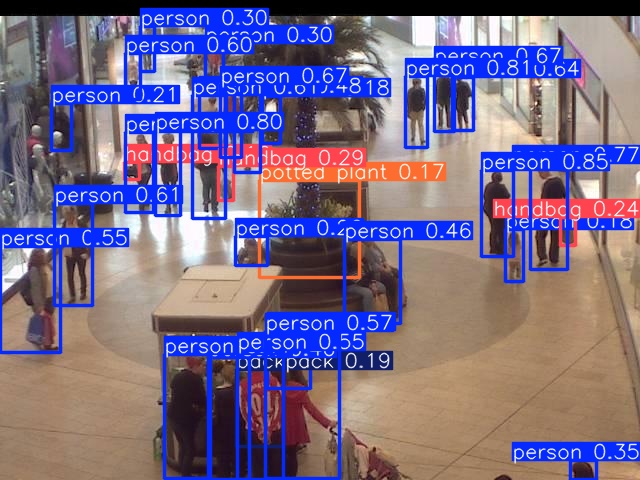 person 0.30
person 0.30
person 0.60
person 0.67
person 0.67
person 0.81
0.64
person 0.21
person 0.80
handbag
handbag 0.29
potted plant 0.17
person 0.77
person 0.85
person 0.61
handbag 0.24
person 0.18
person 0.55
person 0.46
person 0.57
person
person 0.55
backpack 0.19
person 0.35